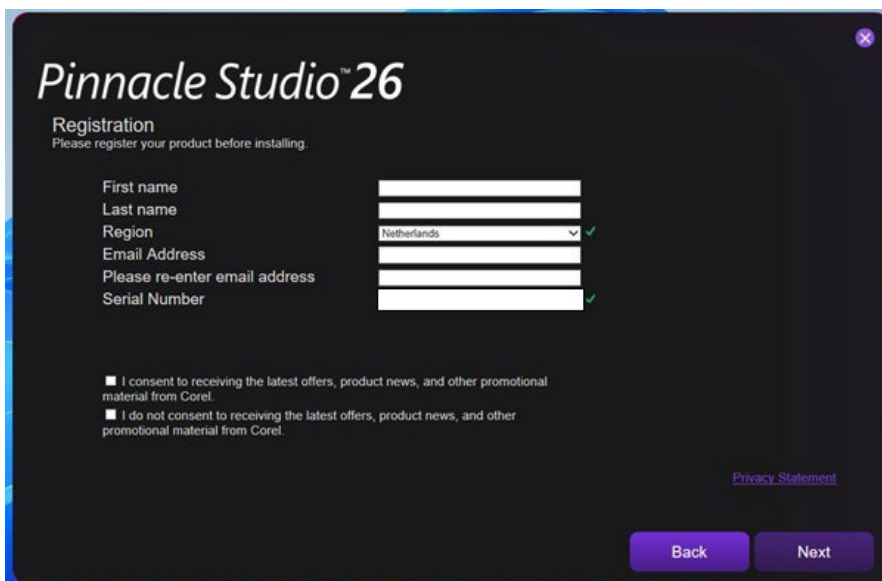 Pinnacle Studio™26
Registration
Please register your product before installing.
First name
Last name
Region
Netherlands
Email Address
Please re-enter email address
Serial Number
I consent to receiving the latest offers, product news, and other promotional
material from Corel.
I do not consent to receiving the latest offers, product news, and other
promotional material from Corel.
Privacy Statement
Back
Next